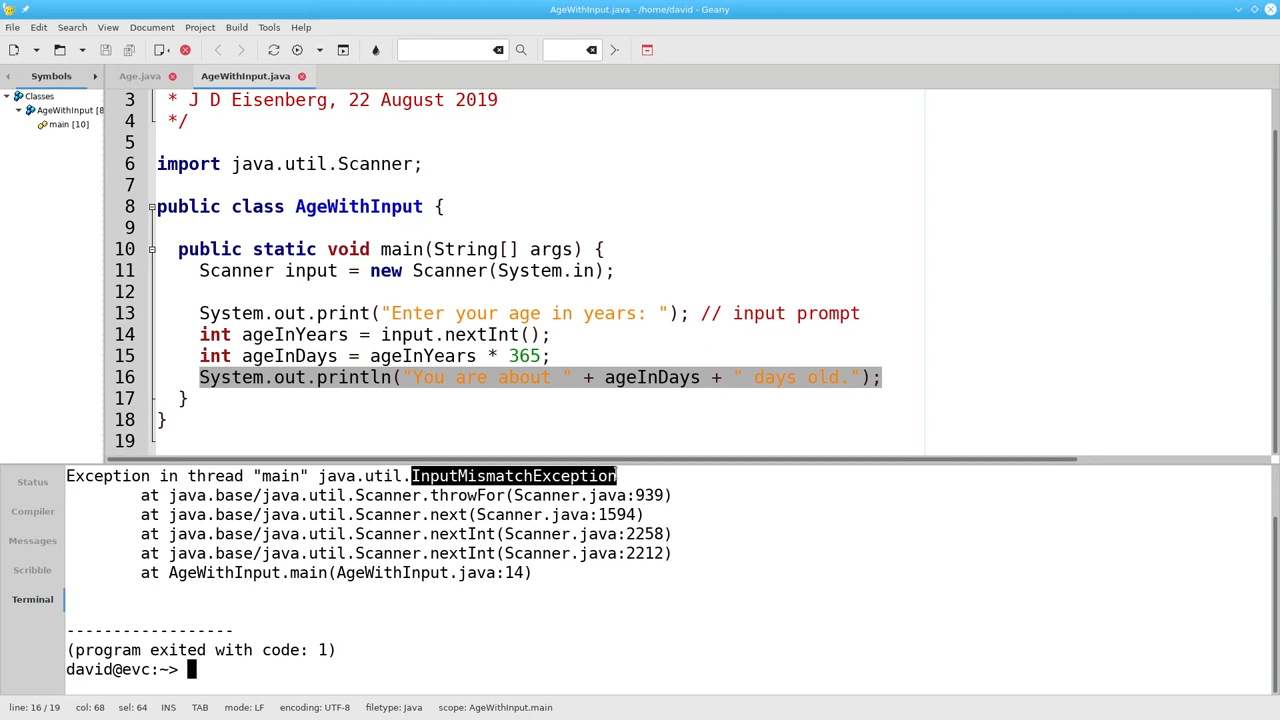 AgeWithInput.java - /home/david - Geany
File Edit Search View Document Project Build Tools Help
Symbols
Age.java AgeWithInput.java
Classes
AgeWithInput [8
main [10]
3 * J D Eisenberg, 22 August 2019
4 */
5
6 import java.util.Scanner;
7
8 public class AgeWithInput {
9
10 public static void main(String[] args) {
11 Scanner input = new Scanner(System.in);
12
13 System.out.print("Enter your age in years: "); // input prompt
14 int ageInYears = input.nextInt();
15 int ageInDays = ageInYears * 365;
16 System.out.println("You are about " + ageInDays + " days old.");
17 }
18 }
19
Status
Compiler
Messages
Scribble
Terminal
Exception in thread "main" java.util.InputMismatchException
at java.base/java.util.Scanner.throwFor(Scanner.java:939)
at java.base/java.util.Scanner.next(Scanner.java:1594)
at java.base/java.util.Scanner.nextInt(Scanner.java:2258)
at java.base/java.util.Scanner.nextInt(Scanner.java:2212)
at AgeWithInput.main(AgeWithInput.java:14)
------------------
(program exited with code: 1)
david@evc:~>
line: 16 / 19 col: 68 sel: 64 INS TAB mode: LF encoding: UTF-8 filetype: Java scope: AgeWithInput.main